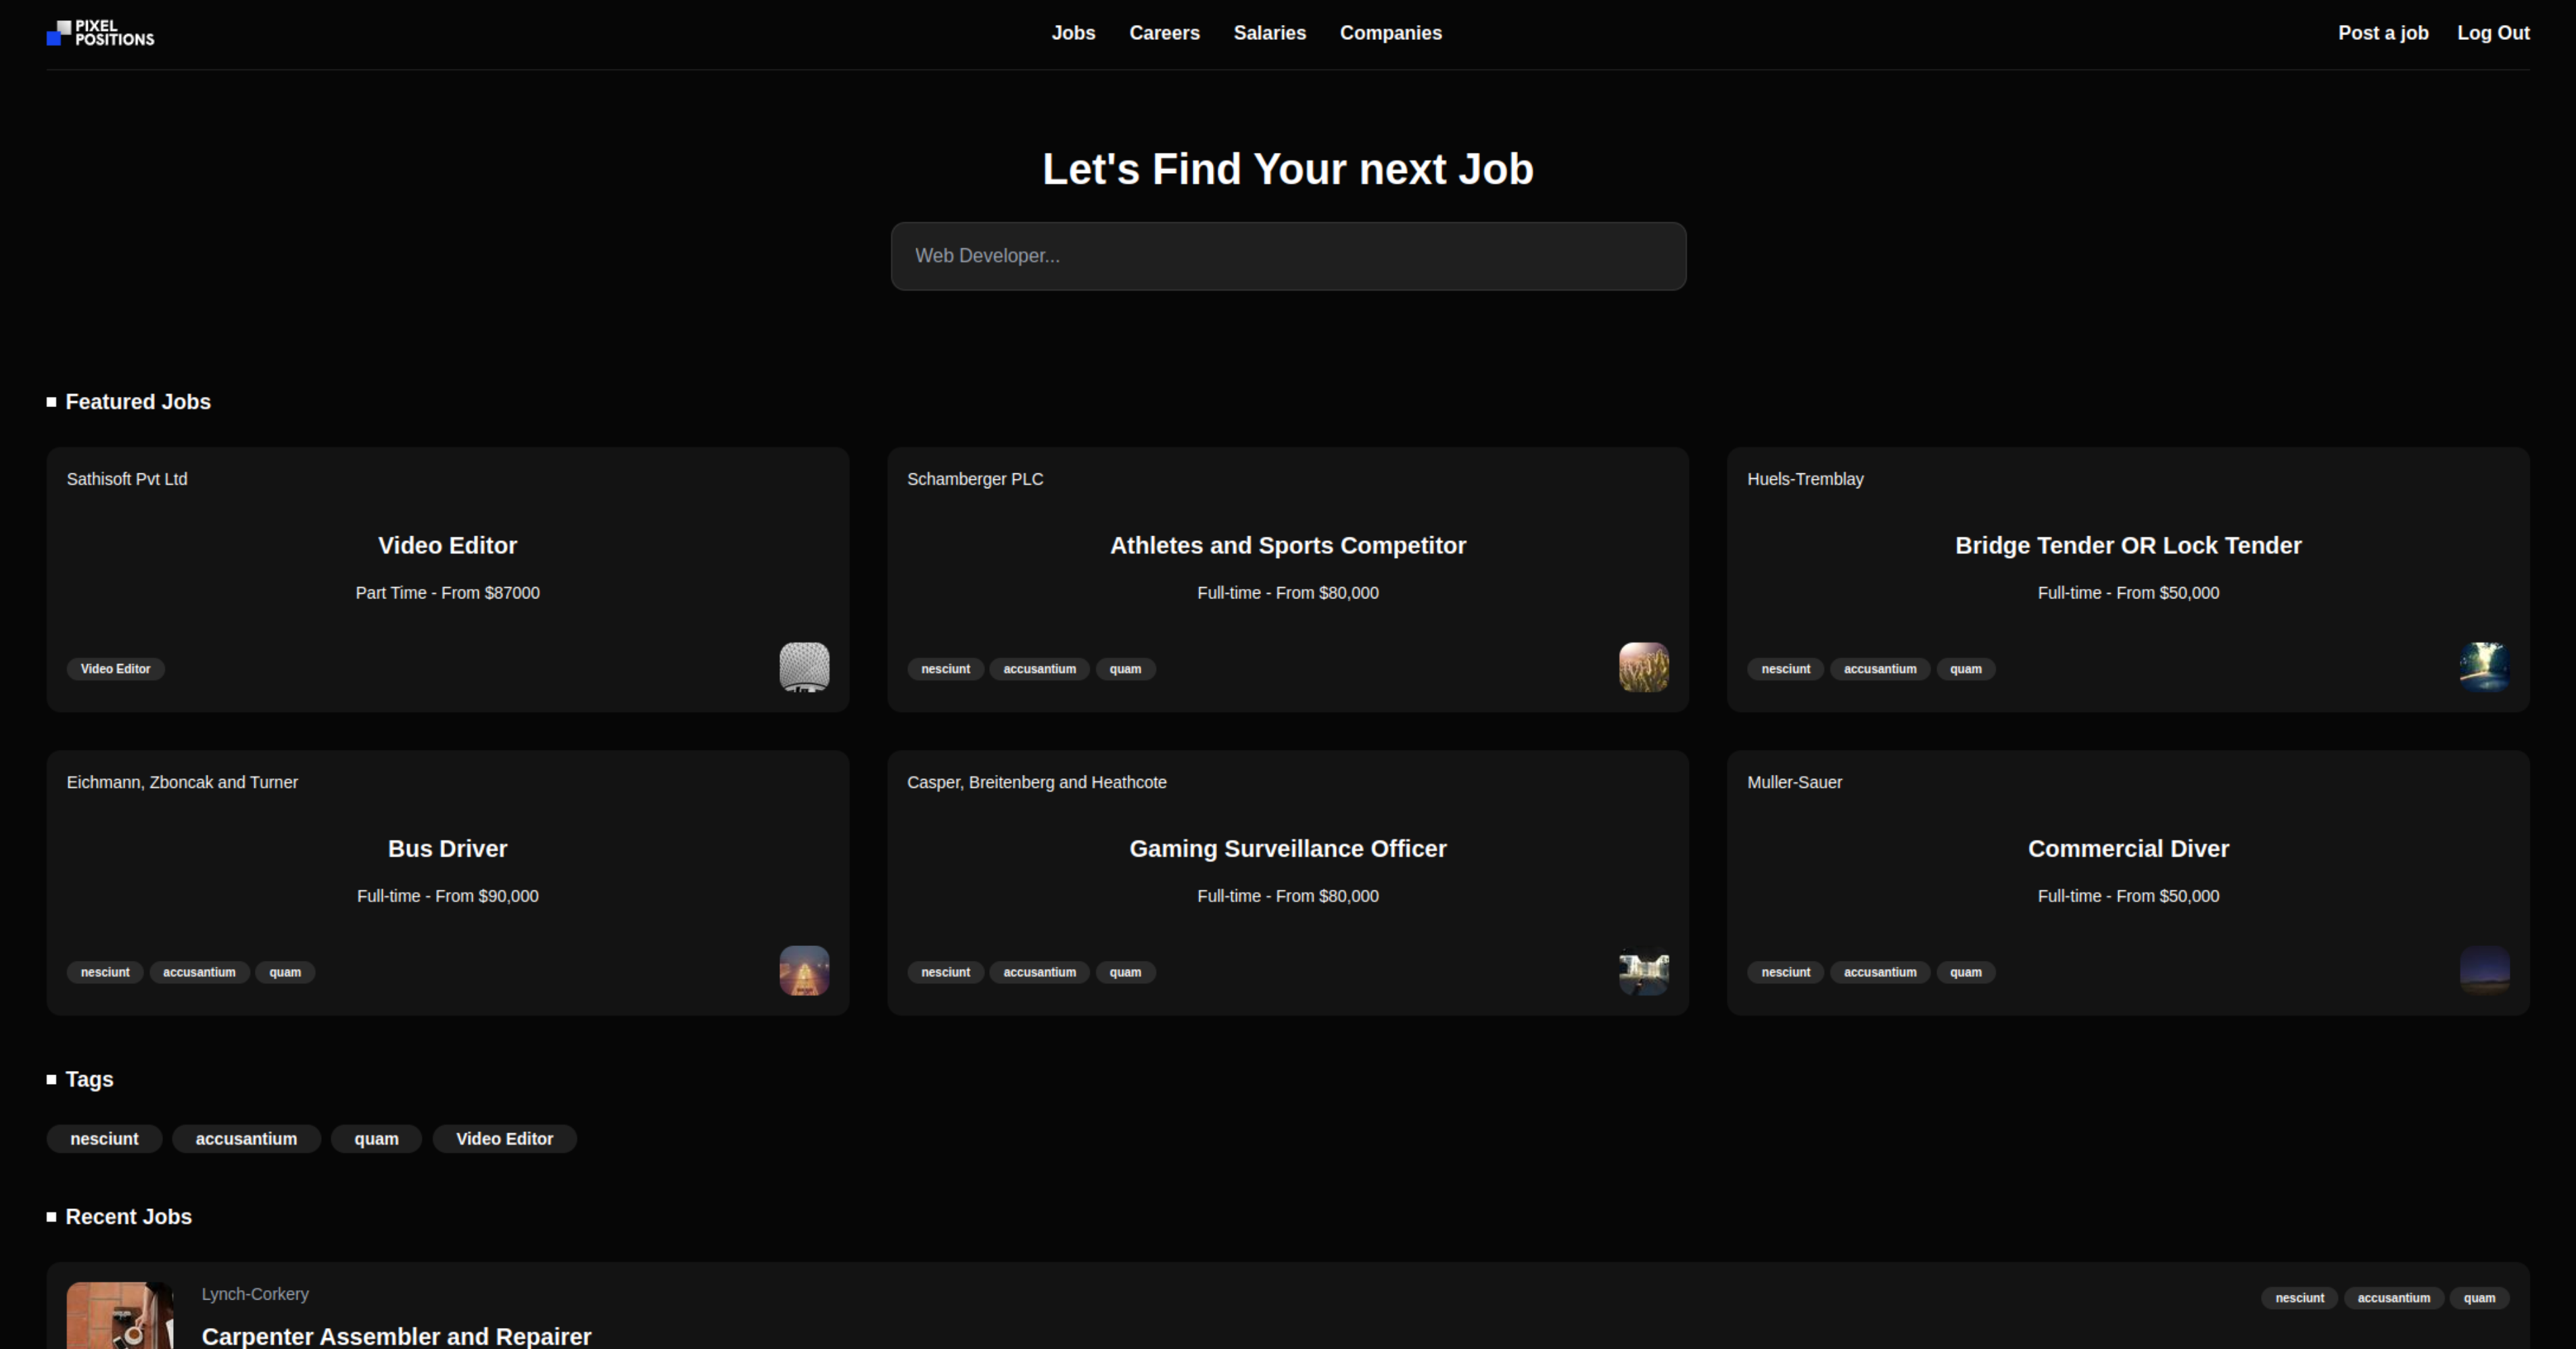 PIXEL
POSITIONS
Jobs Careers Salaries Companies
Post a job Log Out
Let's Find Your next Job
Web Developer...
Featured Jobs
Sathisoft Pvt Ltd
Video Editor
Part Time - From $87000
Video Editor
Schamberger PLC
Athletes and Sports Competitor
Full-time - From $80,000
nesciunt accusantium quam
Huels-Tremblay
Bridge Tender OR Lock Tender
Full-time - From $50,000
nesciunt accusantium quam
Eichmann, Zboncak and Turner
Bus Driver
Full-time - From $90,000
nesciunt accusantium quam
Casper, Breitenberg and Heathcote
Gaming Surveillance Officer
Full-time - From $80,000
nesciunt accusantium quam
Muller-Sauer
Commercial Diver
Full-time - From $50,000
nesciunt accusantium quam
Tags
nesciunt accusantium quam Video Editor
Recent Jobs
Lynch-Corkery
nesciunt accusantium quam
Carpenter Assembler and Repairer